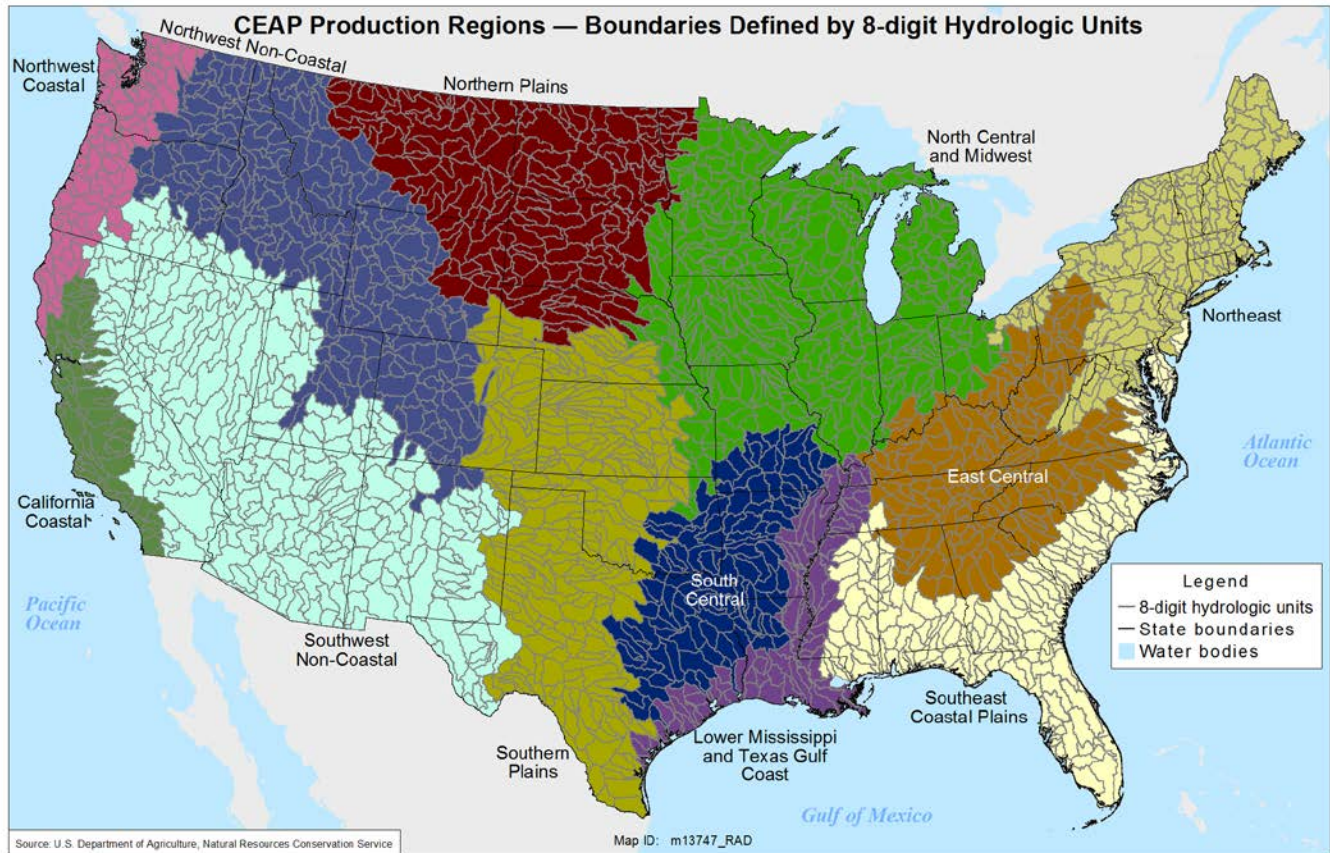 CEAP Production Regions — Boundaries Defined by 8-digit Hydrologic Units
Northwest
Coastal
Northwest Non-Coastal
Northern Plains
North Central
and Midwest
Northeast
East Central
Atlantic
Ocean
California
Coastal
Pacific
Ocean
South
Central
Southwest
Non-Coastal
Southern
Plains
Lower Mississippi
and Texas Gulf
Coast
Southeast
Coastal Plains
Gulf of Mexico
Legend
8-digit hydrologic units
State boundaries
Water bodies
Source: U.S. Department of Agriculture, Natural Resources Conservation Service
Map ID: m13747_RAD